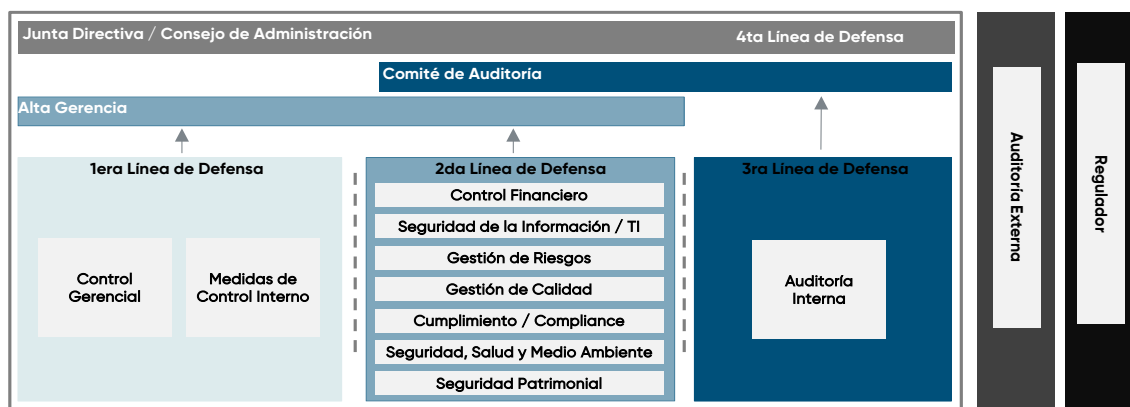 Junta Directiva / Consejo de Administración
4ta Línea de Defensa
Comité de Auditoría
Alta Gerencia
1era Línea de Defensa
Control
Gerencial
Medidas de
Control Interno
2da Línea de Defensa
Control Financiero
Seguridad de la Información / TI
Gestión de Riesgos
Gestión de Calidad
Cumplimiento / Compliance
Seguridad, Salud y Medio Ambiente
Seguridad Patrimonial
3ra Línea de Defensa
Auditoría
Interna
Auditoría Externa
Regulador